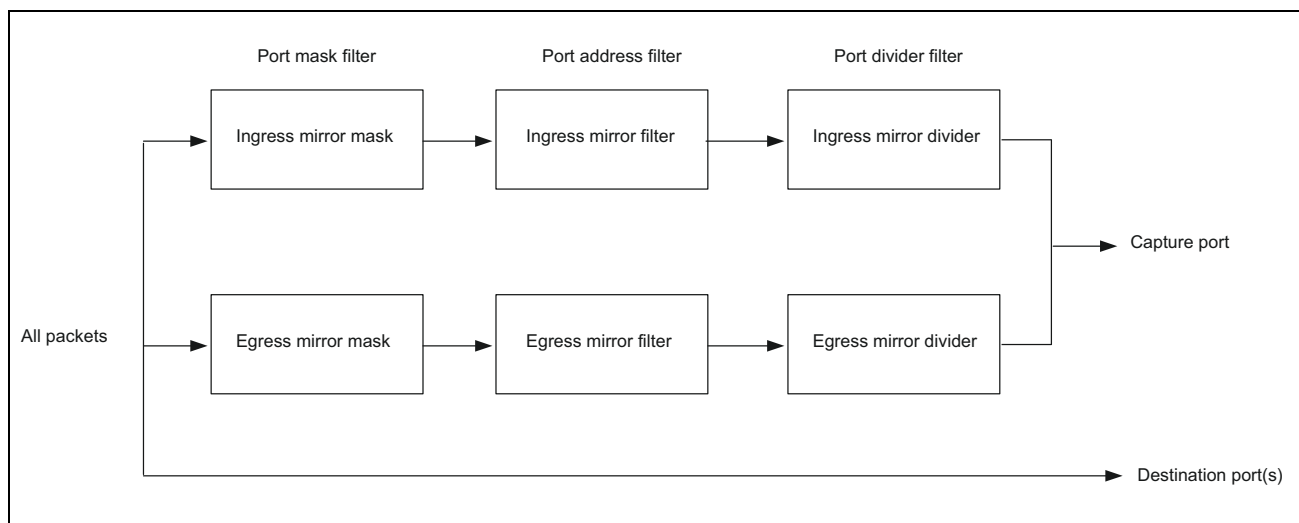 Port mask filter
Port address filter
Port divider filter
Ingress mirror mask
Ingress mirror filter
Ingress mirror divider
Capture port
All packets
Egress mirror mask
Egress mirror filter
Egress mirror divider
Destination port(s)